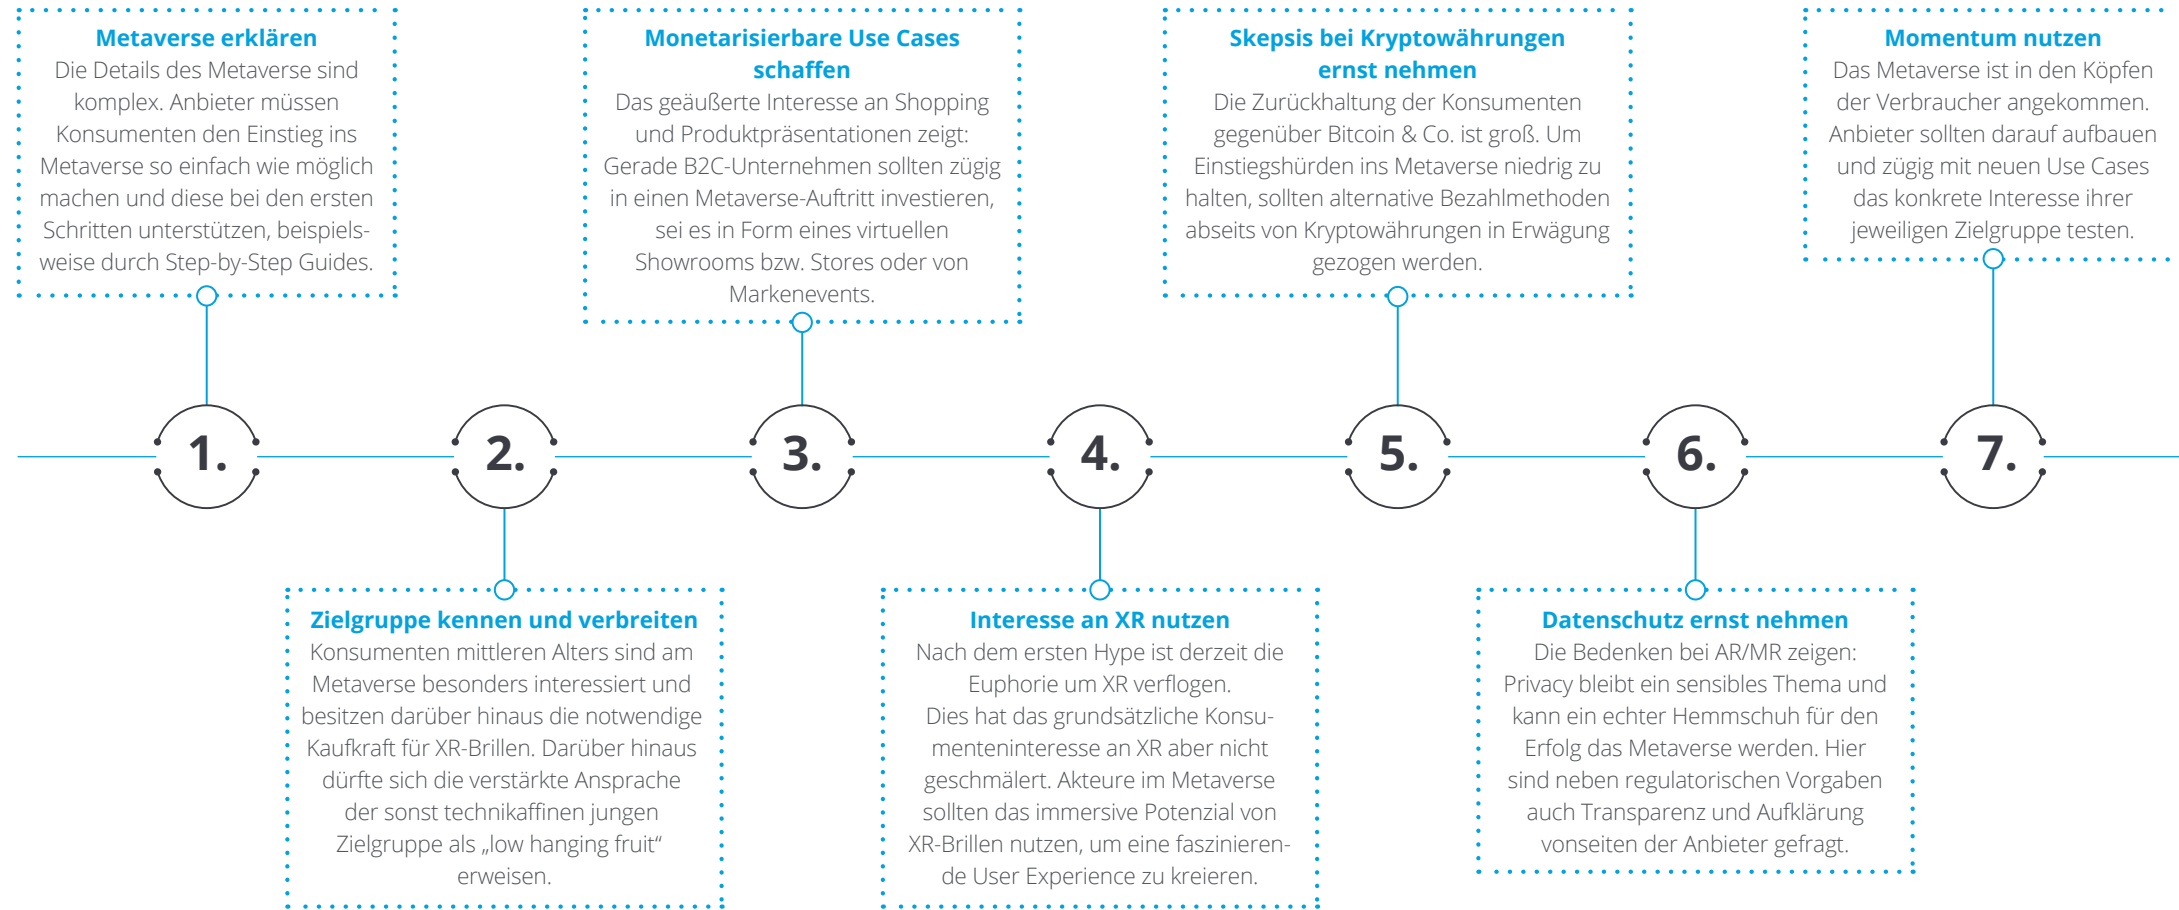 Metaverse erklären
Die Details des Metaverse sind
komplex. Anbieter müssen
Konsumenten den Einstieg ins
Metaverse so einfach wie möglich
machen und diese bei den ersten
Schritten unterstützen, beispiels-
weise durch Step-by-Step Guides.
1.
2.
Zielgruppe kennen und verbreiten
Konsumenten mittleren Alters sind am
Metaverse besonders interessiert und
besitzen darüber hinaus die notwendige
Kaufkraft für XR-Brillen. Darüber hinaus
dürfte sich die verstärkte Ansprache
der sonst technikaffinen jungen
Zielgruppe als „low hanging fruit“
erweisen.
Monetarisierbare Use Cases
schaffen
Das geäußerte Interesse an Shopping
und Produktpräsentationen zeigt:
Gerade B2C-Unternehmen sollten zügig
in einen Metaverse-Auftritt investieren,
sei es in Form eines virtuellen
Showrooms bzw. Stores oder von
Markenevents.
3.
4.
Interesse an XR nutzen
Nach dem ersten Hype ist derzeit die
Euphorie um XR verflogen.
Dies hat das grundsätzliche Konsu-
menteninteresse an XR aber nicht
geschmälert. Akteure im Metaverse
sollten das immersive Potenzial von
XR-Brillen nutzen, um eine faszinieren-
de User Experience zu kreieren.
Skepsis bei Kryptowährungen
ernst nehmen
Die Zurückhaltung der Konsumenten
gegenüber Bitcoin & Co. ist groß. Um
Einstiegshürden ins Metaverse niedrig zu
halten, sollten alternative Bezahlmethoden
abseits von Kryptowährungen in Erwägung
gezogen werden.
5.
6.
Datenschutz ernst nehmen
Die Bedenken bei AR/MR zeigen:
Privacy bleibt ein sensibles Thema und
kann ein echter Hemmschuh für den
Erfolg das Metaverse werden. Hier
sind neben regulatorischen Vorgaben
auch Transparenz und Aufklärung
vonseiten der Anbieter gefragt.
Momentum nutzen
Das Metaverse ist in den Köpfen
der Verbraucher angekommen.
Anbieter sollten darauf aufbauen
und zügig mit neuen Use Cases
das konkrete Interesse ihrer
jeweiligen Zielgruppe testen.
7.